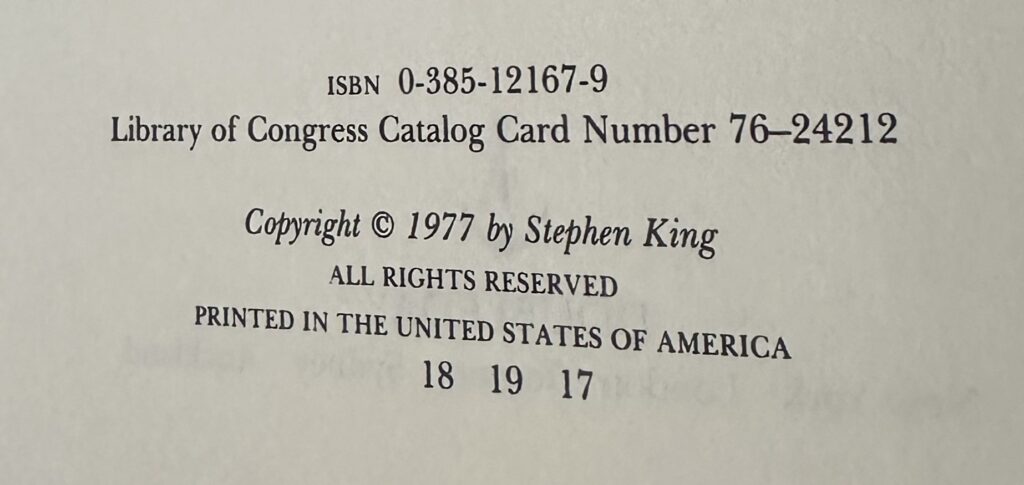 ISBN 0-385-12167-9
Library of Congress Catalog Card Number 76–24212
Copyright © 1977 by Stephen King
ALL RIGHTS RESERVED
PRINTED IN THE UNITED STATES OF AMERICA
18 19 17